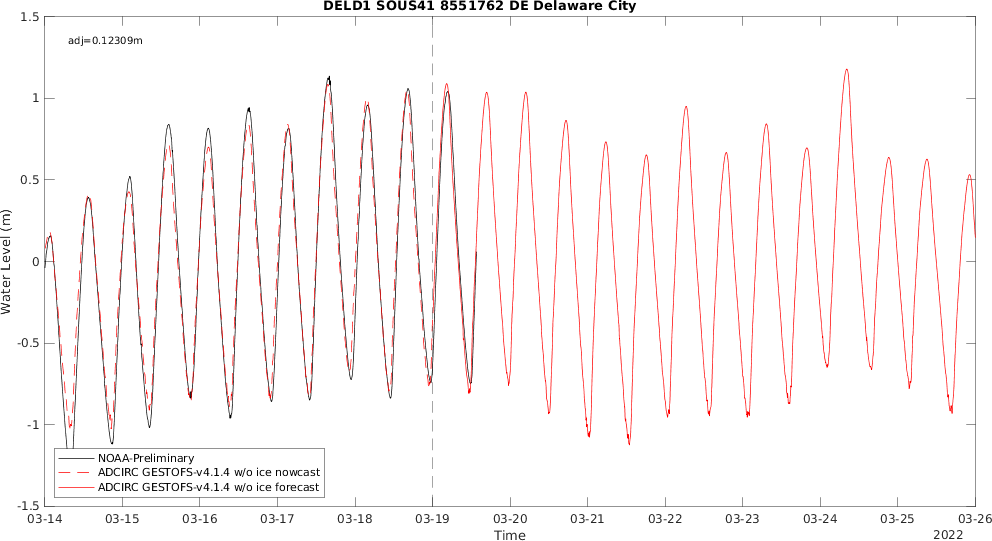 DELD1 SOUS41 8551762 DE Delaware City
adj=0.12309m
1.5
1
0.5
0
-0.5
-1
-1.5
Water Level (m)
NOAA-Preliminary
ADCIRC GESTOFS-v4.1.4 w/o ice nowcast
ADCIRC GESTOFS-v4.1.4 w/o ice forecast
03-14 03-15 03-16 03-17 03-18 03-19 03-20 03-21 03-22 03-23 03-24 03-25 03-26
Time
2022